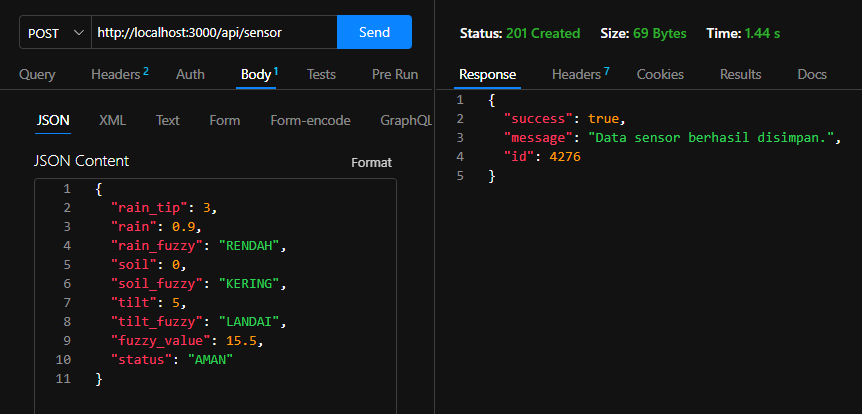 POST http://localhost:3000/api/sensor Send
Query Headers 2 Auth Body 1 Tests Pre Run
JSON XML Text Form Form-encode GraphQL
JSON Content Format
1 {
2 "rain_tip": 3,
3 "rain": 0.9,
4 "rain_fuzzy": "RENDAH",
5 "soil": 0,
6 "soil_fuzzy": "KERING",
7 "tilt": 5,
8 "tilt_fuzzy": "LANDAI",
9 "fuzzy_value": 15.5,
10 "status": "AMAN"
11 }
Status: 201 Created Size: 69 Bytes Time: 1.44 s
Response Headers 7 Cookies Results Docs
1 {
2 "success": true,
3 "message": "Data sensor berhasil disimpan.",
4 "id": 4276
5 }